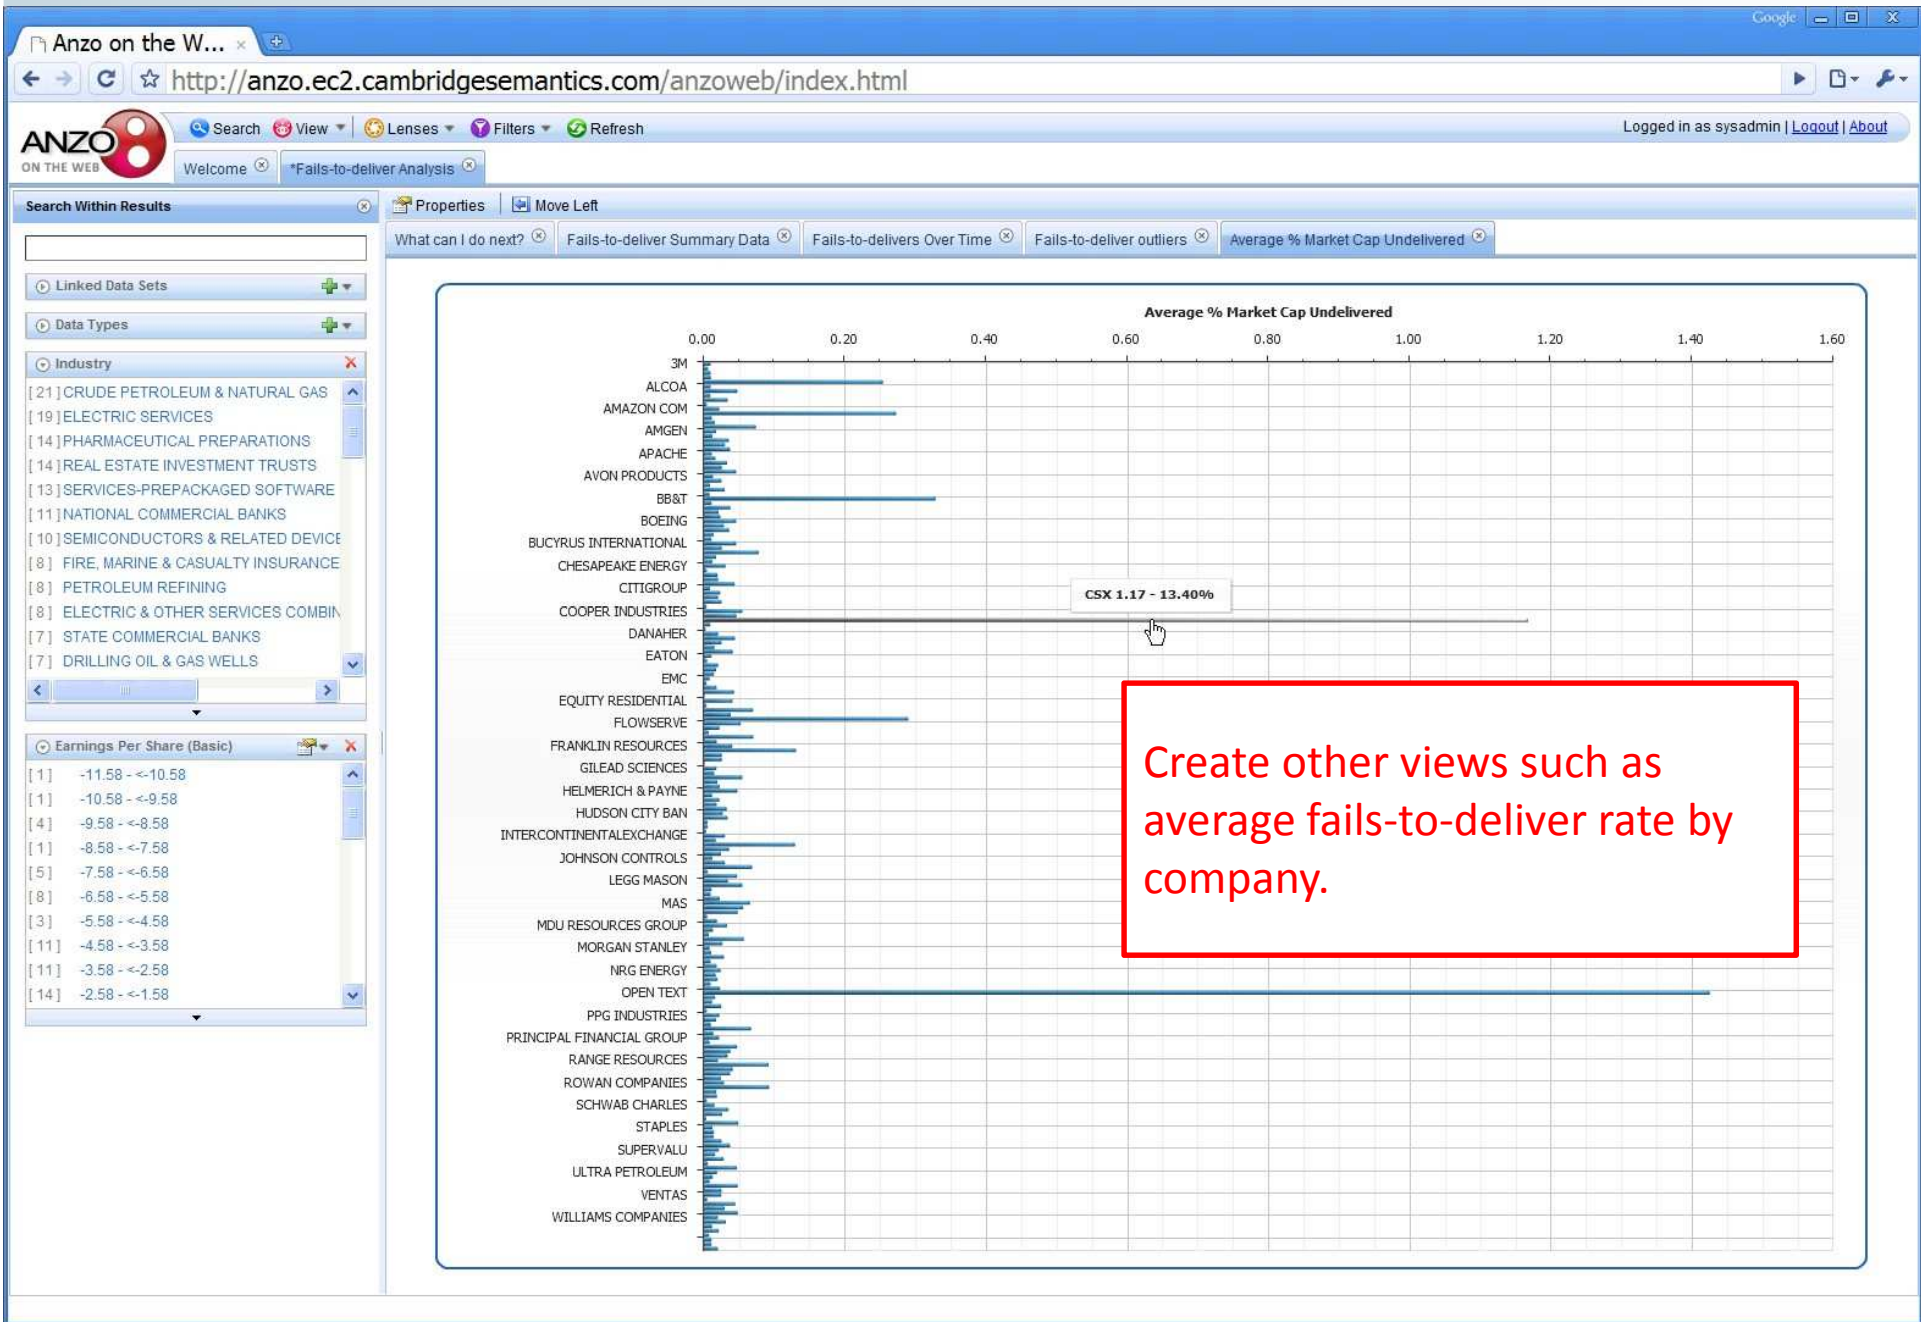 Google
Anzo on the W...
http://anzo.ec2.cambridgesemantics.com/anzoweb/index.html
ANZO
ON THE WEB
Search View Lenses Filters Refresh
Logged in as sysadmin | Logout | About
Welcome *Fails-to-deliver Analysis
Search Within Results
Properties Move Left
What can I do next? Fails-to-deliver Summary Data Fails-to-delivers Over Time Fails-to-deliver outliers Average % Market Cap Undelivered
Linked Data Sets
Data Types
Industry
[ 21 ] CRUDE PETROLEUM & NATURAL GAS
[ 19 ] ELECTRIC SERVICES
[ 14 ] PHARMACEUTICAL PREPARATIONS
[ 14 ] REAL ESTATE INVESTMENT TRUSTS
[ 13 ] SERVICES-PREPACKAGED SOFTWARE
[ 11 ] NATIONAL COMMERCIAL BANKS
[ 10 ] SEMICONDUCTORS & RELATED DEVICE
[ 8 ] FIRE, MARINE & CASUALTY INSURANCE
[ 8 ] PETROLEUM REFINING
[ 8 ] ELECTRIC & OTHER SERVICES COMBIN
[ 7 ] STATE COMMERCIAL BANKS
[ 7 ] DRILLING OIL & GAS WELLS
Earnings Per Share (Basic)
[ 1 ] -11.58 - <-10.58
[ 1 ] -10.58 - <-9.58
[ 4 ] -9.58 - <-8.58
[ 1 ] -8.58 - <-7.58
[ 5 ] -7.58 - <-6.58
[ 8 ] -6.58 - <-5.58
[ 3 ] -5.58 - <-4.58
[ 11 ] -4.58 - <-3.58
[ 11 ] -3.58 - <-2.58
[ 14 ] -2.58 - <-1.58
Average % Market Cap Undelivered
0.00 0.20 0.40 0.60 0.80 1.00 1.20 1.40 1.60
3M
ALCOA
AMAZON COM
AMGEN
APACHE
AVON PRODUCTS
BB&T
BOEING
BUCYRUS INTERNATIONAL
CHESAPEAKE ENERGY
CITIGROUP
COOPER INDUSTRIES
DANAHER
EATON
EMC
EQUITY RESIDENTIAL
FLOWSERVE
FRANKLIN RESOURCES
GILEAD SCIENCES
HELMERICH & PAYNE
HUDSON CITY BAN
INTERCONTINENTALEXCHANGE
JOHNSON CONTROLS
LEGG MASON
MAS
MDU RESOURCES GROUP
MORGAN STANLEY
NRG ENERGY
OPEN TEXT
PPG INDUSTRIES
PRINCIPAL FINANCIAL GROUP
RANGE RESOURCES
ROWAN COMPANIES
SCHWAB CHARLES
STAPLES
SUPERVALU
ULTRA PETROLEUM
VENTAS
WILLIAMS COMPANIES
CSX 1.17 - 13.40%
Create other views such as
average fails-to-deliver rate by
company.